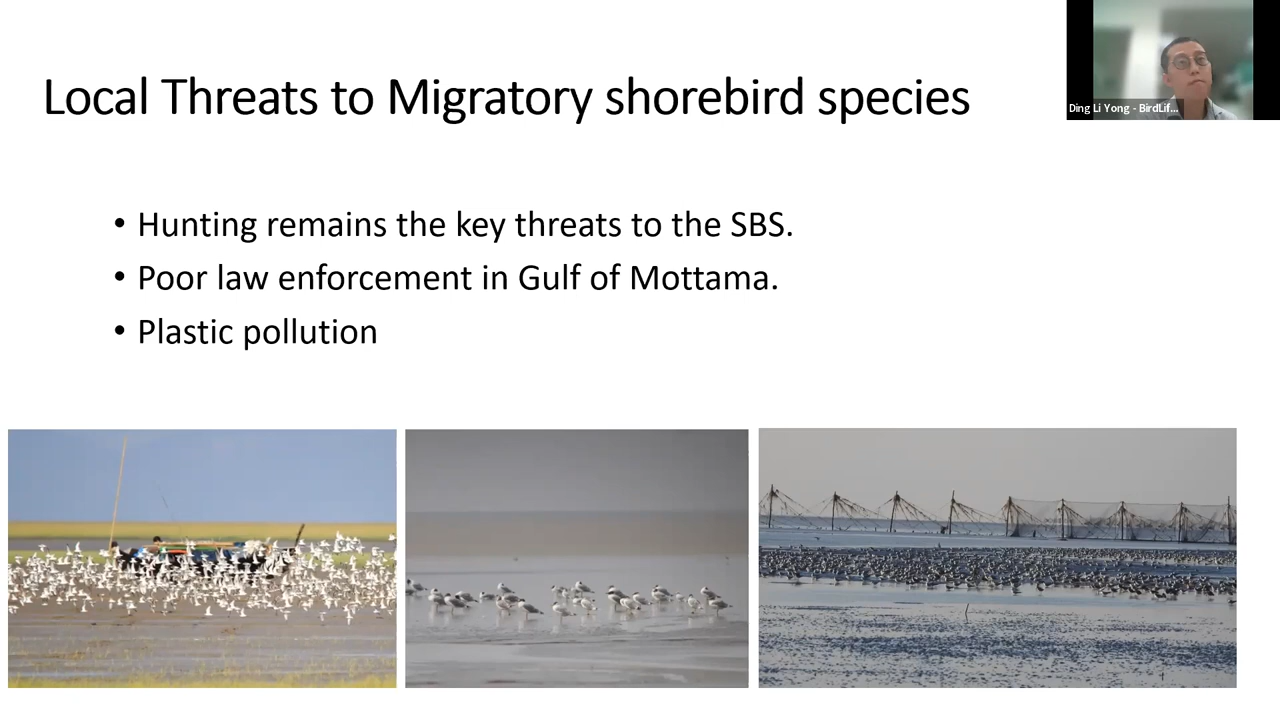 Local Threats to Migratory shorebird species
Ding Li Yong - BirdLif...
• Hunting remains the key threats to the SBS.
• Poor law enforcement in Gulf of Mottama.
• Plastic pollution